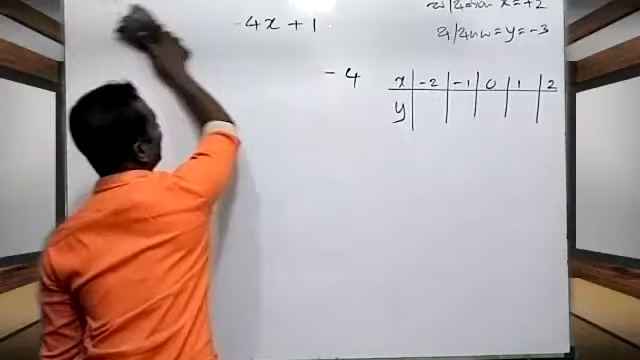 x = +2
-4x + 1
y = -3
-4
x | -2 | -1 | 0 | 1 | 2
y